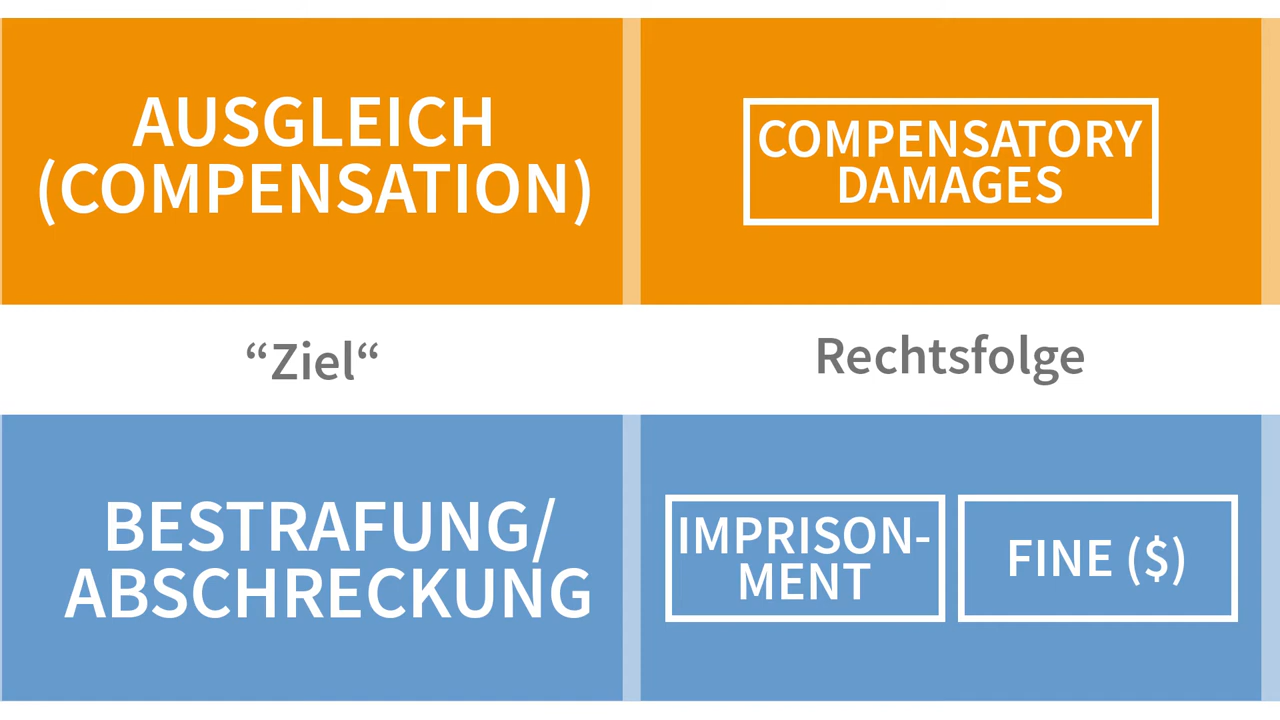 AUSGLEICH
(COMPENSATION)
COMPENSATORY
DAMAGES
“Ziel“
Rechtsfolge
BESTRAFUNG/
ABSCHRECKUNG
IMPRISON-
MENT
FINE ($)